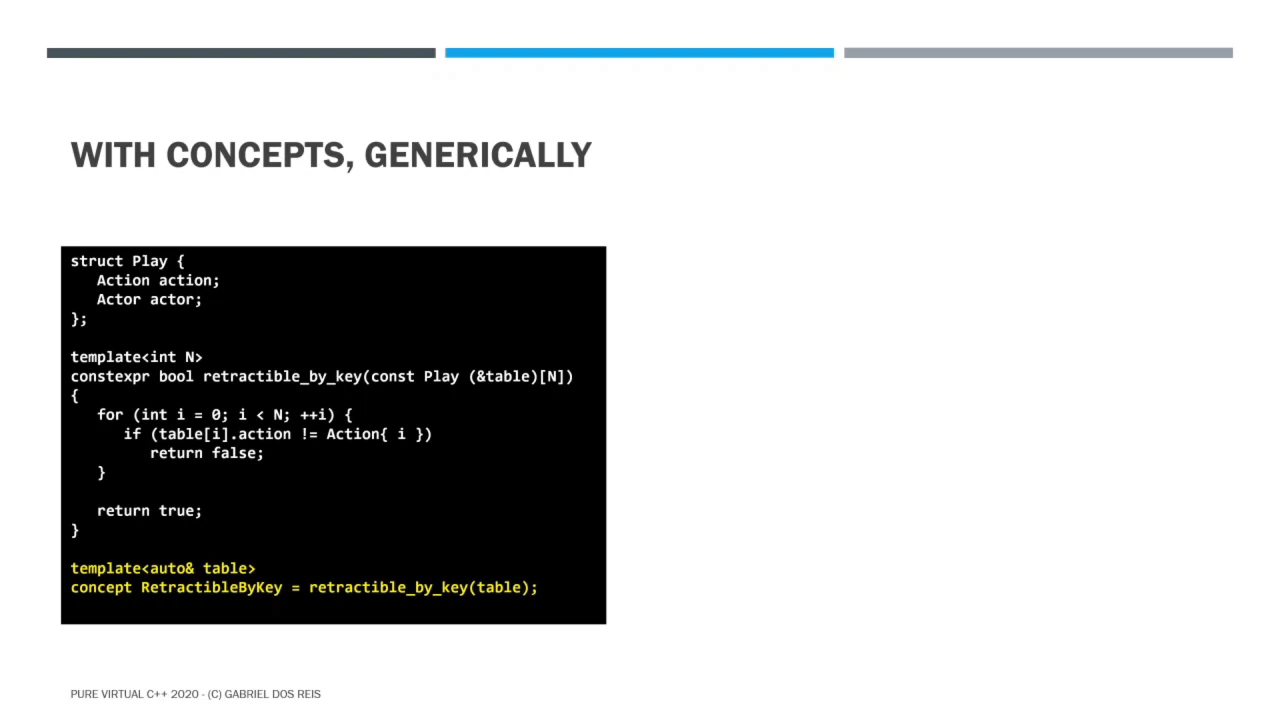 WITH CONCEPTS, GENERICALLY
struct Play {
   Action action;
   Actor actor;
};
template<int N>
constexpr bool retractible_by_key(const Play (&table)[N])
{
   for (int i = 0; i < N; ++i) {
      if (table[i].action != Action{ i })
         return false;
   }
   return true;
}
template<auto& table>
concept RetractibleByKey = retractible_by_key(table);
PURE VIRTUAL C++ 2020 - (C) GABRIEL DOS REIS